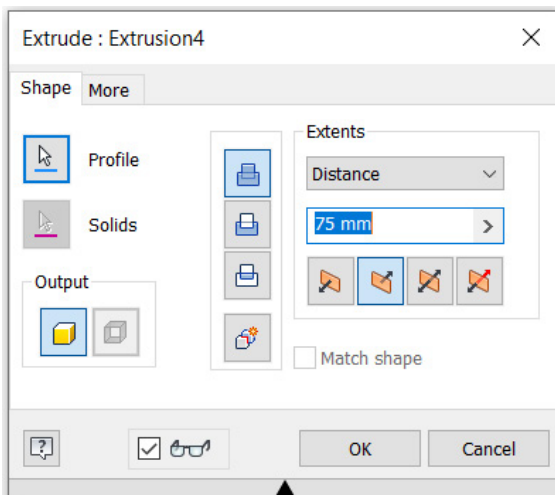 Extrude : Extrusion4
Shape More
Profile
Solids
Output
Extents
Distance
75 mm
Match shape
OK Cancel